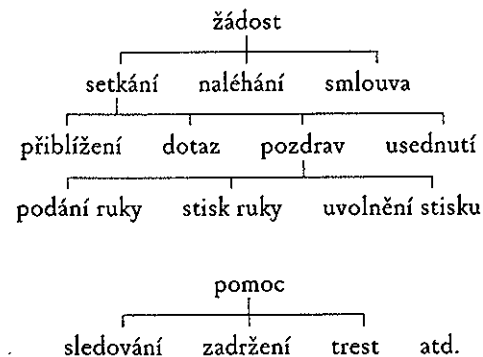 žádost
setkání naléhání smlouva
přiblížení dotaz pozdrav usednutí
podání ruky stisk ruky uvolnění stisku
pomoc
sledování zadržení trest atd.